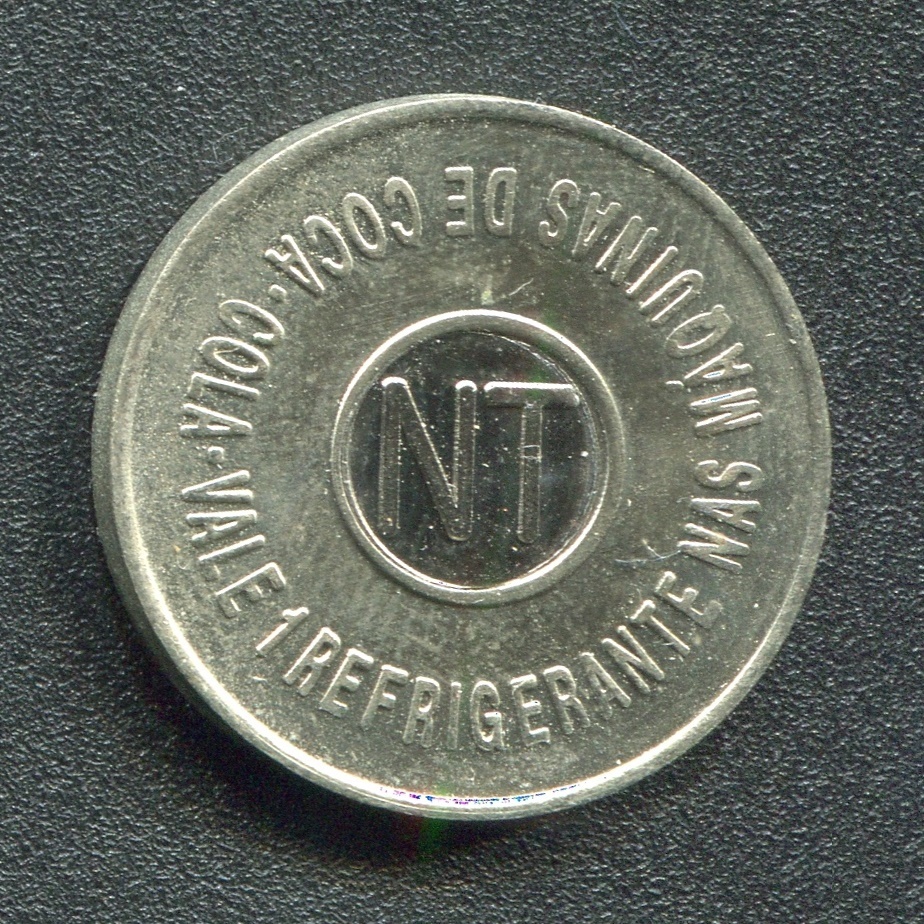 VALE 1 REFRIGERANTE NAS MÁQUINAS DE COCA·COLA·
NT